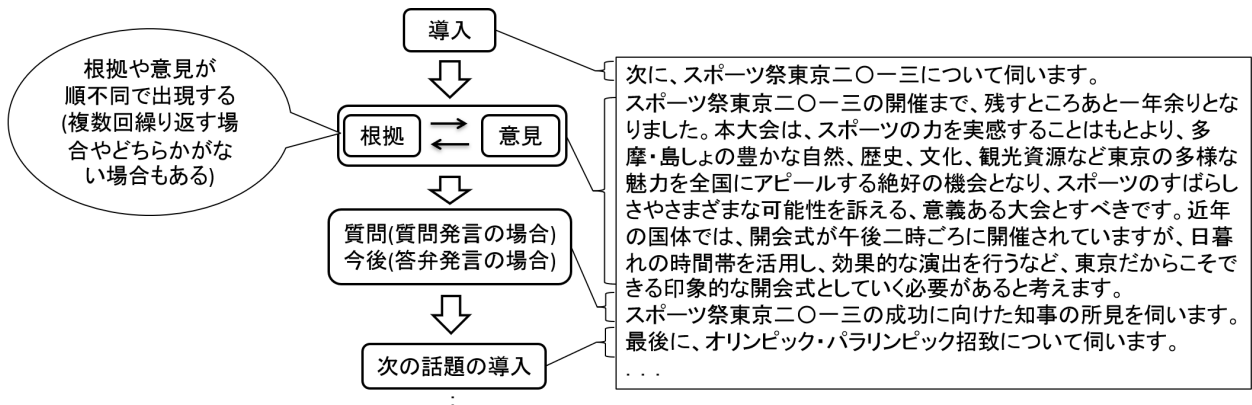 導入
根拠や意見が
順不同で出現する
(複数回繰り返す場
合やどちらかがな
い場合もある)
根拠
意見
質問(質問発言の場合)
今後(答弁発言の場合)
次の話題の導入
次に、スポーツ祭東京二〇一三について伺います。
スポーツ祭東京二〇一三の開催まで、残すところあと一年余りとな
りました。本大会は、スポーツの力を実感することはもとより、多
摩・島しょの豊かな自然、歴史、文化、観光資源など東京の多様な
魅力を全国にアピールする絶好の機会となり、スポーツのすばらし
さやさまざまな可能性を訴える、意義ある大会とすべきです。近年
の国体では、開会式が午後二時ごろに開催されていますが、日暮
れの時間帯を活用し、効果的な演出を行うなど、東京だからこそで
きる印象的な開会式としていく必要があると考えます。
スポーツ祭東京二〇一三の成功に向けた知事の所見を伺います。
最後に、オリンピック・パラリンピック招致について伺います。
. . .